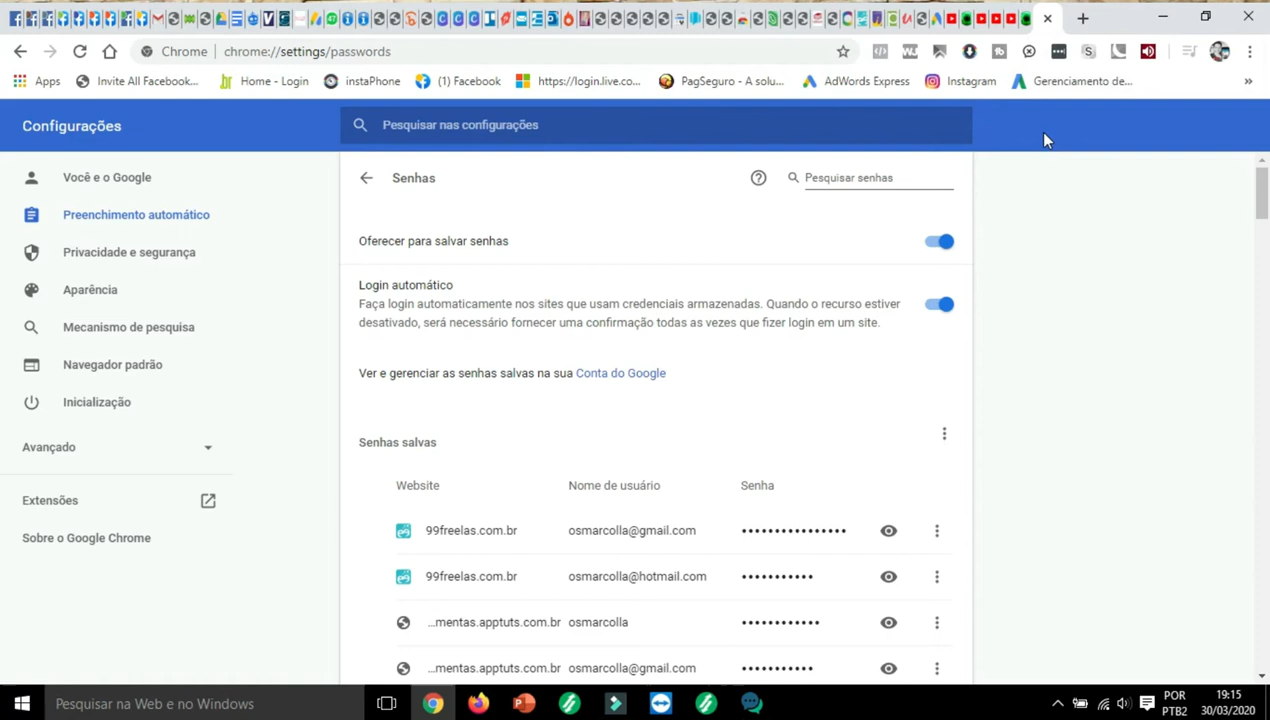 Chrome | chrome://settings/passwords
Apps
Invite All Facebook...
Home - Login
instaPhone
(1) Facebook
https://login.live.co...
PagSeguro - A solu...
AdWords Express
Instagram
Gerenciamento de...
»
Configurações
Pesquisar nas configurações
Você e o Google
Preenchimento automático
Privacidade e segurança
Aparência
Mecanismo de pesquisa
Navegador padrão
Inicialização
Avançado
Extensões
Sobre o Google Chrome
Senhas
Pesquisar senhas
Oferecer para salvar senhas
Login automático
Faça login automaticamente nos sites que usam credenciais armazenadas. Quando o recurso estiver
desativado, será necessário fornecer uma confirmação todas as vezes que fizer login em um site.
Ver e gerenciar as senhas salvas na sua Conta do Google
Senhas salvas
Website Nome de usuário Senha
99freelas.com.br osmarcolla@gmail.com ••••••••••••••••
99freelas.com.br osmarcolla@hotmail.com •••••••••••
...mentas.apptuts.com.br osmarcolla ••••••••••••
...mentas.apptuts.com.br osmarcolla@gmail.com •••••••••••
Pesquisar na Web e no Windows
POR
PTB2
19:15
30/03/2020